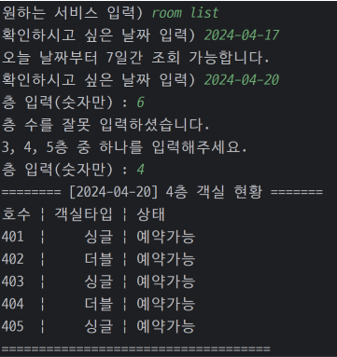 원하는 서비스 입력) room list
확인하시고 싶은 날짜 입력) 2024-04-17
오늘 날짜부터 7일간 조회 가능합니다.
확인하시고 싶은 날짜 입력) 2024-04-20
층 입력(숫자만) : 6
층 수를 잘못 입력하셨습니다.
3, 4, 5층 중 하나를 입력해주세요.
층 입력(숫자만) : 4
======== [2024-04-20] 4층 객실 현황 =======
호수 | 객실타입 | 상태
401 | 싱글 | 예약가능
402 | 더블 | 예약가능
403 | 싱글 | 예약가능
404 | 더블 | 예약가능
405 | 싱글 | 예약가능
====================================